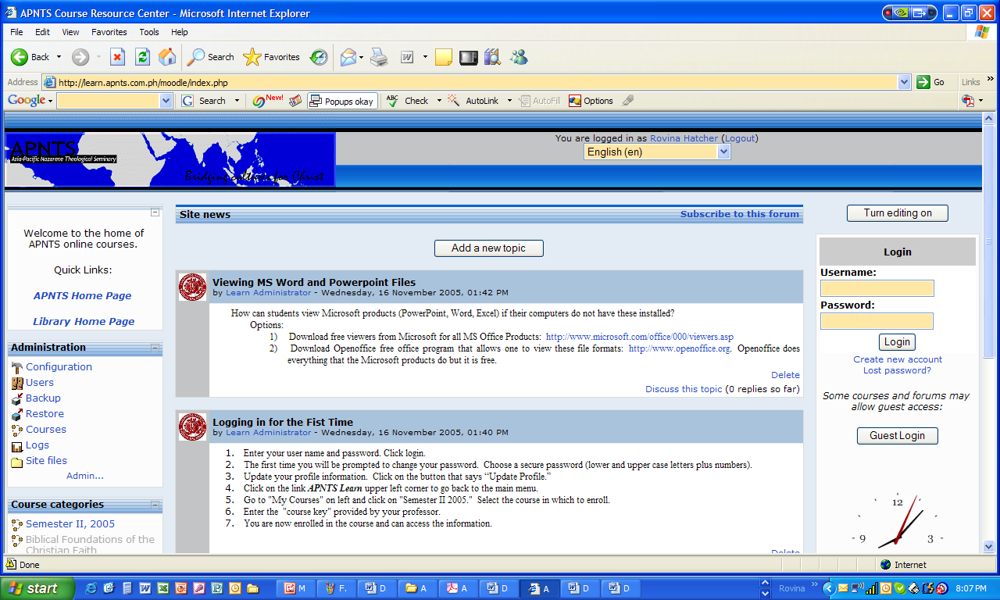 APNTS Course Resource Center - Microsoft Internet Explorer
File Edit View Favorites Tools Help
Back Search Favorites
Address http://learn.apnts.com.ph/moodle/index.php Go Links »
Google Search New! Popups okay ABC Check AutoLink AutoFill Options
APNTS
Asia-Pacific Nazarene Theological Seminary
Bridging cultures for Christ
You are logged in as Rovina Hatcher (Logout)
English (en)
Welcome to the home of
APNTS online courses.
Quick Links:
APNTS Home Page
Library Home Page
Administration
Configuration
Users
Backup
Restore
Courses
Logs
Site files
Admin...
Course categories
Semester II, 2005
Biblical Foundations of the
Christian Faith
Site news Subscribe to this forum
Add a new topic
Viewing MS Word and Powerpoint Files
by Learn Administrator - Wednesday, 16 November 2005, 01:42 PM
How can students view Microsoft products (PowerPoint, Word, Excel) if their computers do not have these installed?
Options:
1) Download free viewers from Microsoft for all MS Office Products: http://www.microsoft.com/office/000/viewers.asp
2) Download Openoffice free office program that allows one to view these file formats: http://www.openoffice.org. Openoffice does
everything that the Microsoft products do but it is free.
Delete
Discuss this topic (0 replies so far)
Logging in for the Fist Time
by Learn Administrator - Wednesday, 16 November 2005, 01:40 PM
1. Enter your user name and password. Click login.
2. The first time you will be prompted to change your password. Choose a secure password (lower and upper case letters plus numbers).
3. Update your profile information. Click on the button that says “Update Profile.”
4. Click on the link APNTS Learn upper left corner to go back to the main menu.
5. Go to "My Courses" on left and click on "Semester II 2005." Select the course in which to enroll.
6. Enter the "course key" provided by your professor.
7. You are now enrolled in the course and can access the information.
Delete
Turn editing on
Login
Username:
Password:
Login
Create new account
Lost password?
Some courses and forums may
allow guest access:
Guest Login
12
9 3
Done Internet
start M F. D A A D A D D Rovina » 8:07 PM